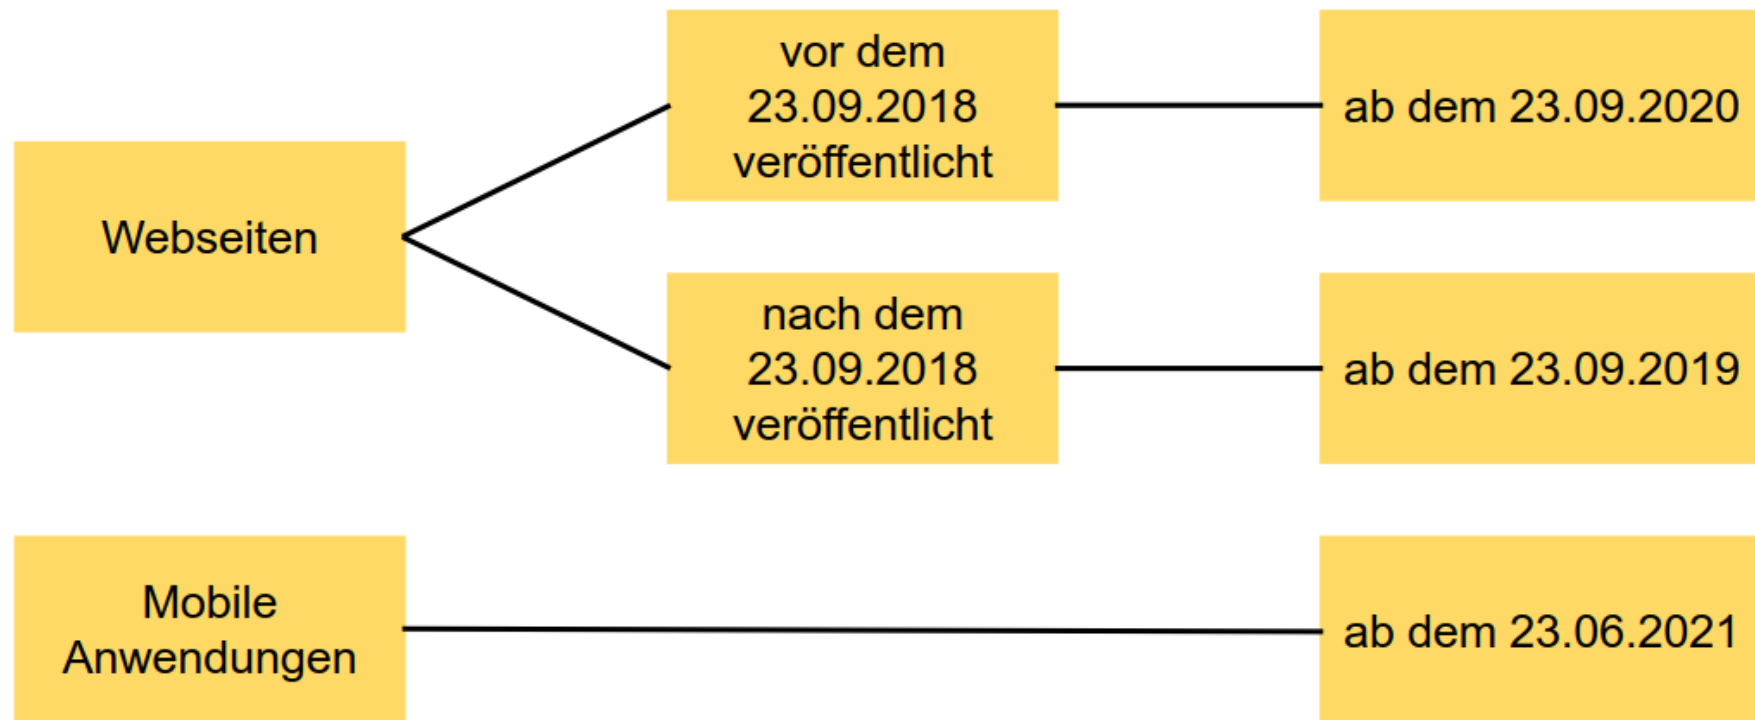 Webseiten
vor dem
23.09.2018
veröffentlicht
ab dem 23.09.2020
nach dem
23.09.2018
veröffentlicht
ab dem 23.09.2019
Mobile
Anwendungen
ab dem 23.06.2021